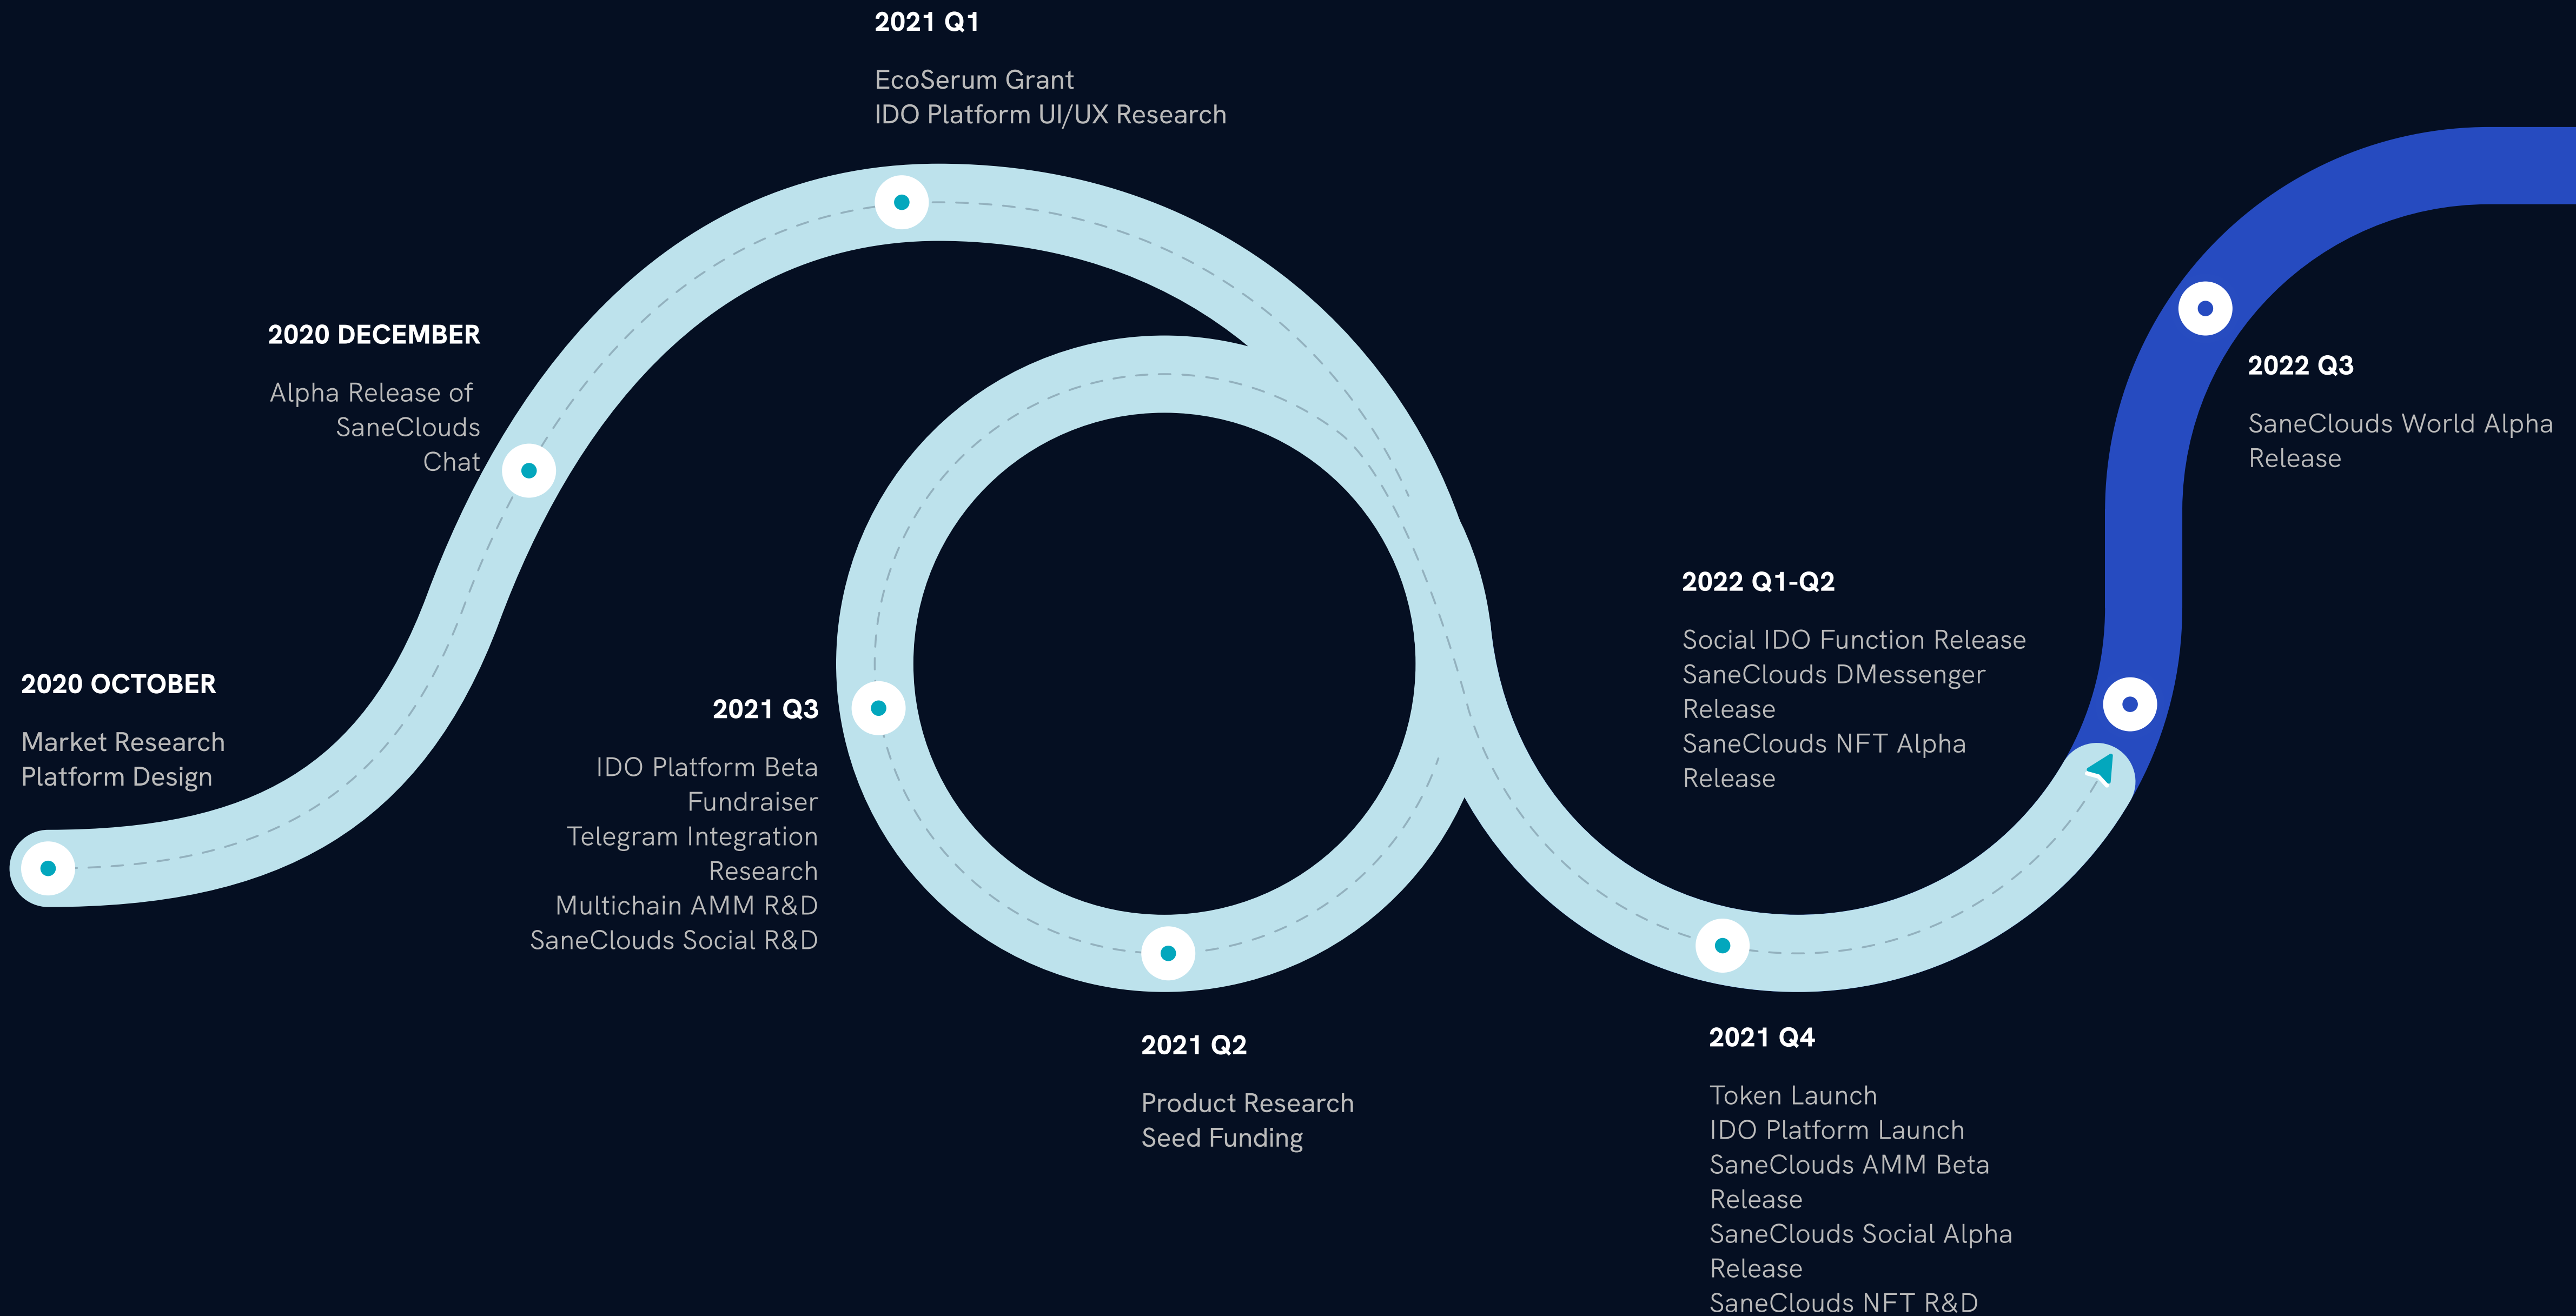 2021 Q1
EcoSerum Grant
IDO Platform UI/UX Research
2020 DECEMBER
Alpha Release of
SaneClouds
Chat
2022 Q3
SaneClouds World Alpha
Release
2022 Q1-Q2
Social IDO Function Release
SaneClouds DMessenger
Release
SaneClouds NFT Alpha
Release
2020 OCTOBER
Market Research
Platform Design
2021 Q3
IDO Platform Beta
Fundraiser
Telegram Integration
Research
Multichain AMM R&D
SaneClouds Social R&D
2021 Q2
Product Research
Seed Funding
2021 Q4
Token Launch
IDO Platform Launch
SaneClouds AMM Beta
Release
SaneClouds Social Alpha
Release
SaneClouds NFT R&D